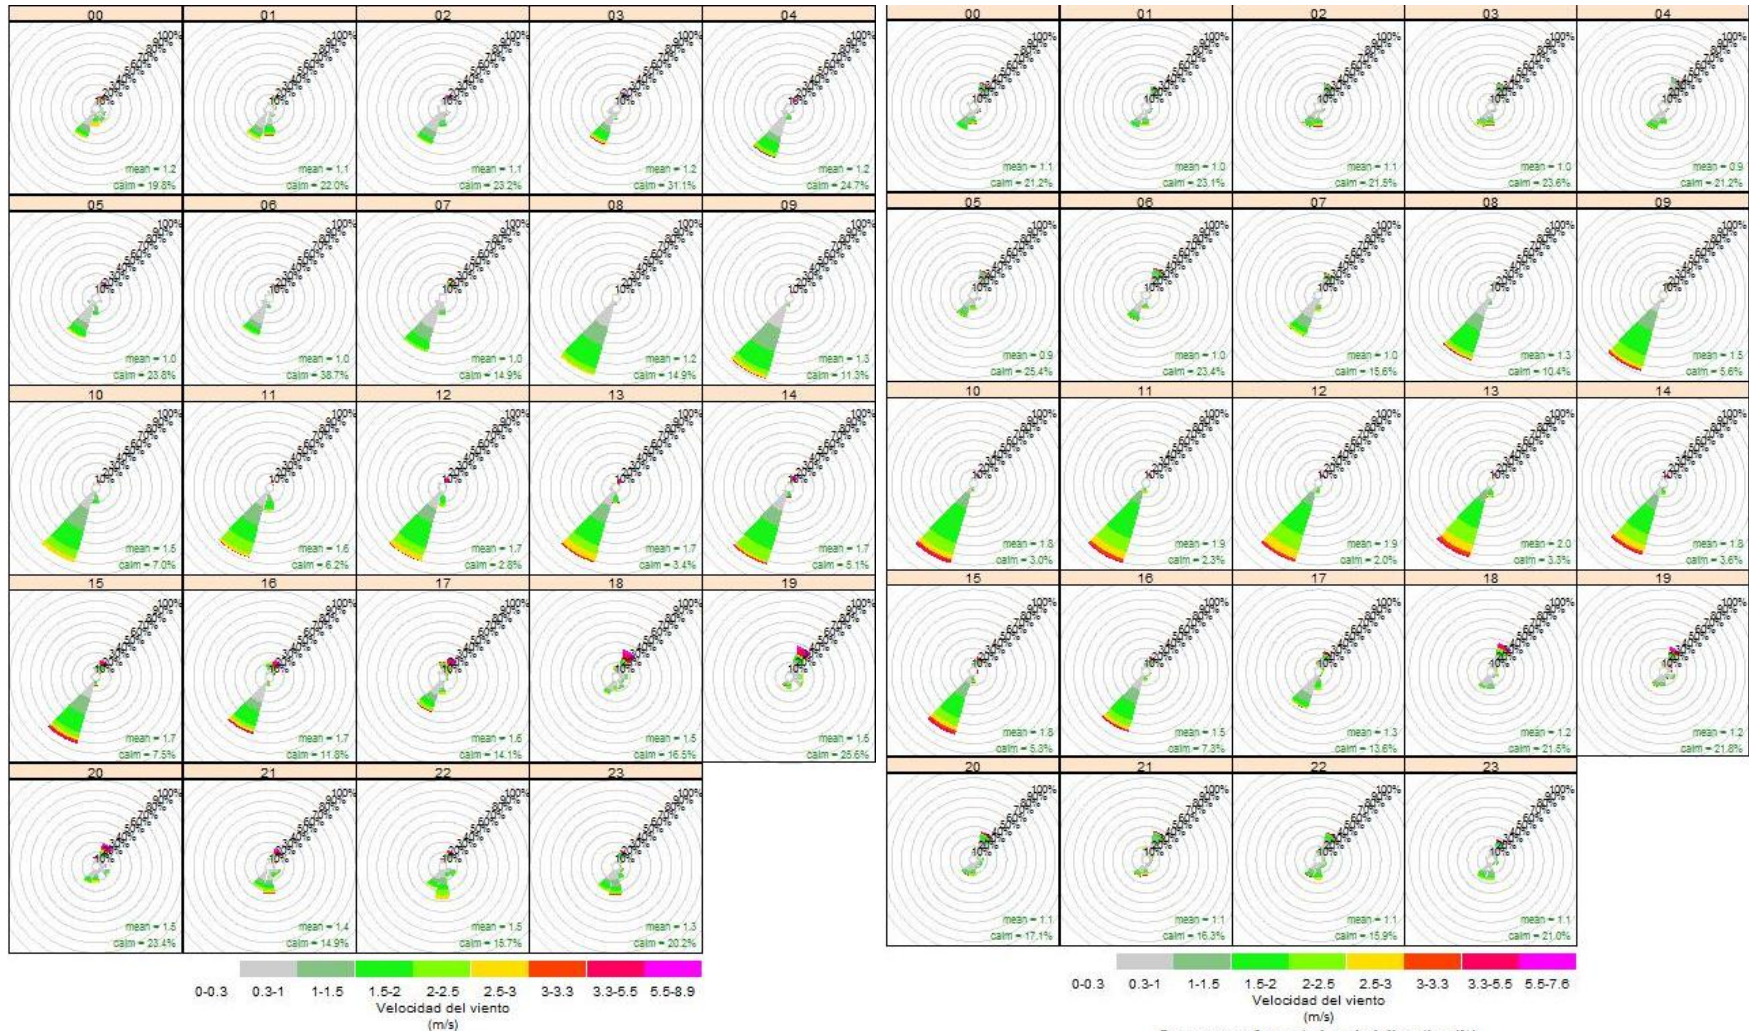 00 01 02 03 04
100% 90% 80% 70% 60% 50% 40% 30% 20% 10%
mean = 1.2 mean = 1.1 mean = 1.1 mean = 1.2 mean = 1.2
calm = 19.8% calm = 22.0% calm = 23.2% calm = 31.1% calm = 24.7%
05 06 07 08 09
mean = 1.0 mean = 1.0 mean = 1.0 mean = 1.2 mean = 1.3
calm = 23.8% calm = 38.7% calm = 14.9% calm = 14.9% calm = 11.3%
10 11 12 13 14
mean = 1.5 mean = 1.6 mean = 1.7 mean = 1.7 mean = 1.7
calm = 7.0% calm = 6.2% calm = 2.8% calm = 3.4% calm = 5.1%
15 16 17 18 19
mean = 1.7 mean = 1.7 mean = 1.6 mean = 1.5 mean = 1.6
calm = 7.5% calm = 11.8% calm = 14.1% calm = 16.5% calm = 25.6%
20 21 22 23
mean = 1.5 mean = 1.4 mean = 1.5 mean = 1.3
calm = 23.4% calm = 14.9% calm = 15.7% calm = 20.2%
0-0.3 0.3-1 1-1.5 1.5-2 2-2.5 2.5-3 3-3.3 3.3-5.5 5.5-8.9
Velocidad del viento
(m/s)
00 01 02 03 04
100% 90% 80% 70% 60% 50% 40% 30% 20% 10%
mean = 1.1 mean = 1.0 mean = 1.1 mean = 1.0 mean = 0.9
calm = 21.2% calm = 23.1% calm = 21.5% calm = 23.6% calm = 21.2%
05 06 07 08 09
mean = 0.9 mean = 1.0 mean = 1.0 mean = 1.3 mean = 1.5
calm = 25.4% calm = 23.4% calm = 15.6% calm = 10.4% calm = 5.6%
10 11 12 13 14
mean = 1.8 mean = 1.9 mean = 1.9 mean = 2.0 mean = 1.8
calm = 3.0% calm = 2.3% calm = 2.0% calm = 3.3% calm = 3.6%
15 16 17 18 19
mean = 1.8 mean = 1.5 mean = 1.3 mean = 1.2 mean = 1.2
calm = 5.3% calm = 7.3% calm = 13.6% calm = 21.5% calm = 21.8%
20 21 22 23
mean = 1.1 mean = 1.1 mean = 1.1 mean = 1.1
calm = 17.1% calm = 16.3% calm = 15.9% calm = 21.0%
0-0.3 0.3-1 1-1.5 1.5-2 2-2.5 2.5-3 3-3.3 3.3-5.5 5.5-7.6
Velocidad del viento
(m/s)